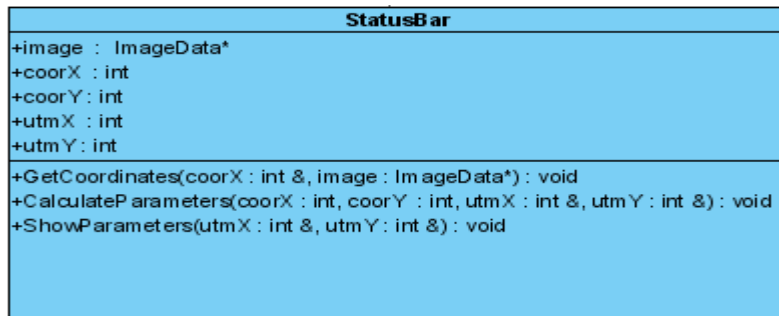 StatusBar
+image : ImageData*
+coorX : int
+coorY : int
+utmX : int
+utmY : int
+GetCoordinates(coorX : int &, image : ImageData*) : void
+CalculateParameters(coorX : int, coorY : int, utmX : int &, utmY : int &) : void
+ShowParameters(utmX : int &, utmY : int &) : void